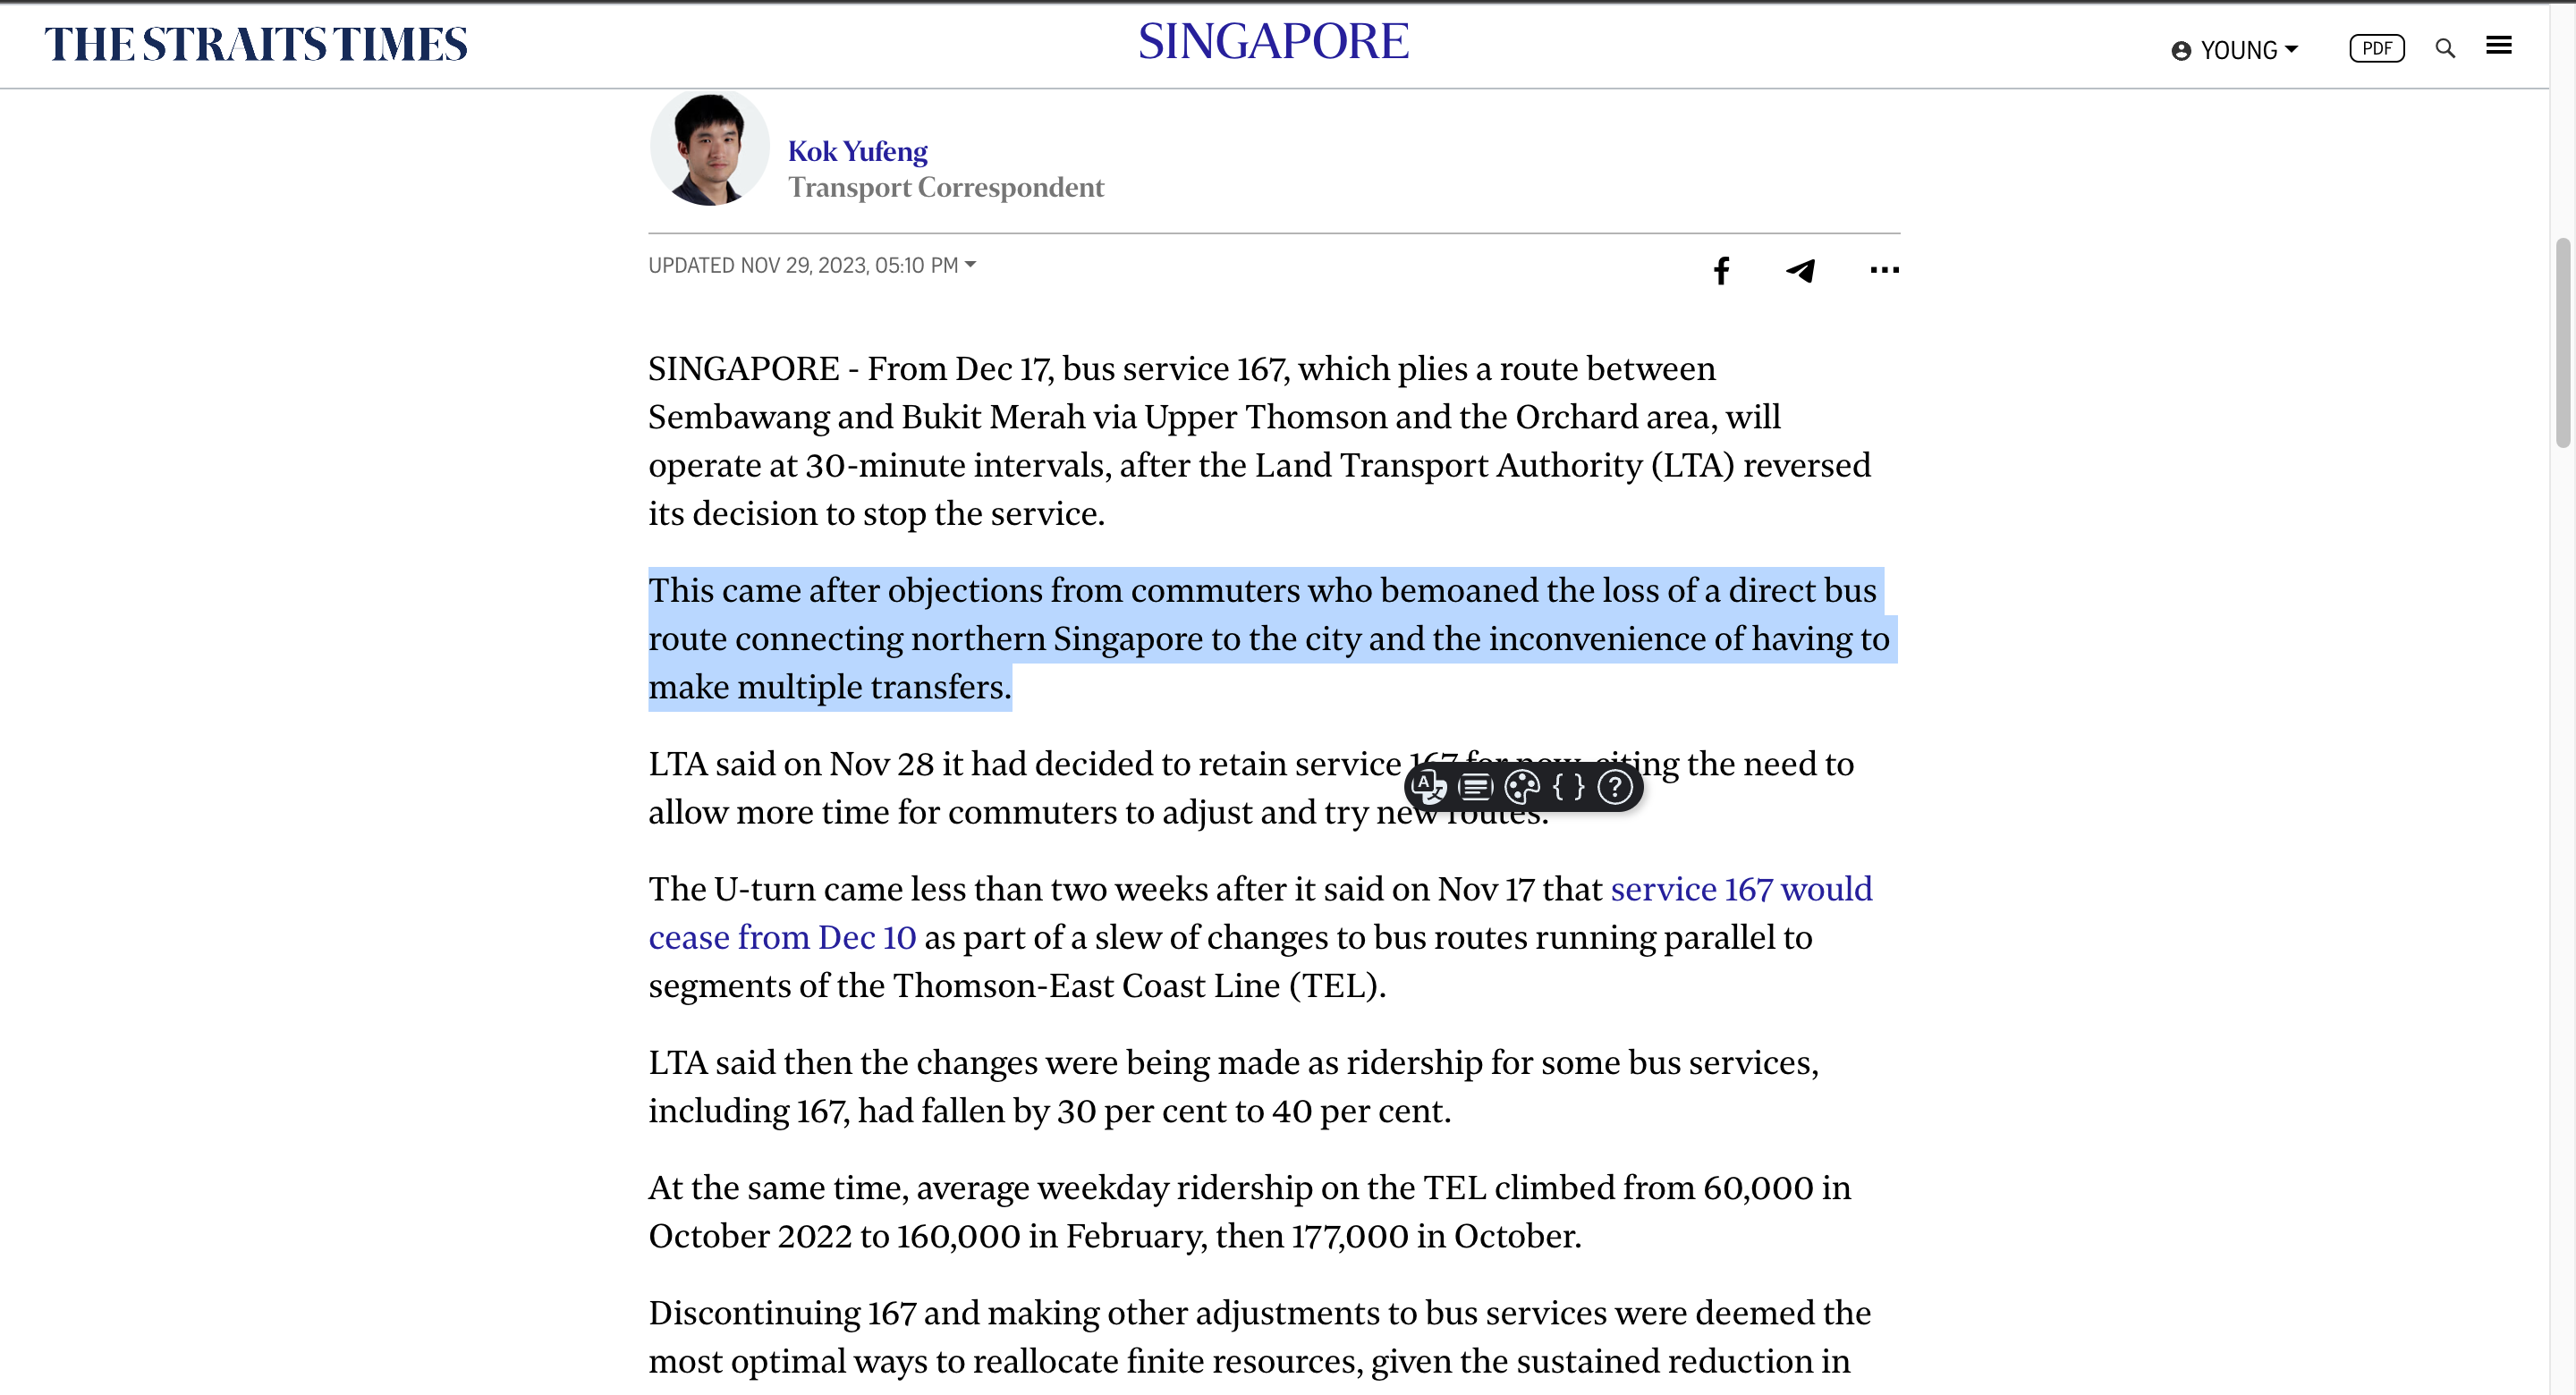 THE STRAITS TIMES
SINGAPORE
YOUNG
PDF
Kok Yufeng
Transport Correspondent
UPDATED NOV 29, 2023, 05:10 PM
SINGAPORE - From Dec 17, bus service 167, which plies a route between
Sembawang and Bukit Merah via Upper Thomson and the Orchard area, will
operate at 30-minute intervals, after the Land Transport Authority (LTA) reversed
its decision to stop the service.
This came after objections from commuters who bemoaned the loss of a direct bus
route connecting northern Singapore to the city and the inconvenience of having to
make multiple transfers.
LTA said on Nov 28 it had decided to retain service 167 for now, citing the need to
allow more time for commuters to adjust and try new routes.
The U-turn came less than two weeks after it said on Nov 17 that service 167 would
cease from Dec 10 as part of a slew of changes to bus routes running parallel to
segments of the Thomson-East Coast Line (TEL).
LTA said then the changes were being made as ridership for some bus services,
including 167, had fallen by 30 per cent to 40 per cent.
At the same time, average weekday ridership on the TEL climbed from 60,000 in
October 2022 to 160,000 in February, then 177,000 in October.
Discontinuing 167 and making other adjustments to bus services were deemed the
most optimal ways to reallocate finite resources, given the sustained reduction in